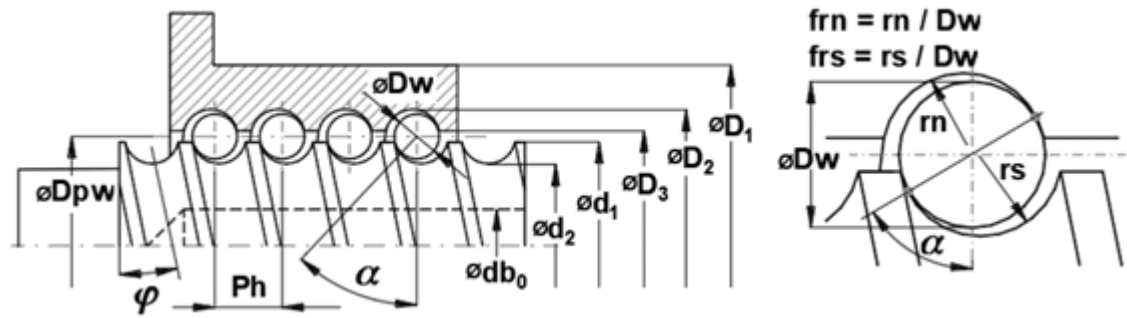 frn = rn / Dw
frs = rs / Dw
øDw
øD₁
øD₂
øD₃
ød₁
ød₂
ødb₀
øDpw
φ
Ph
α
rn
rs
øDw
α